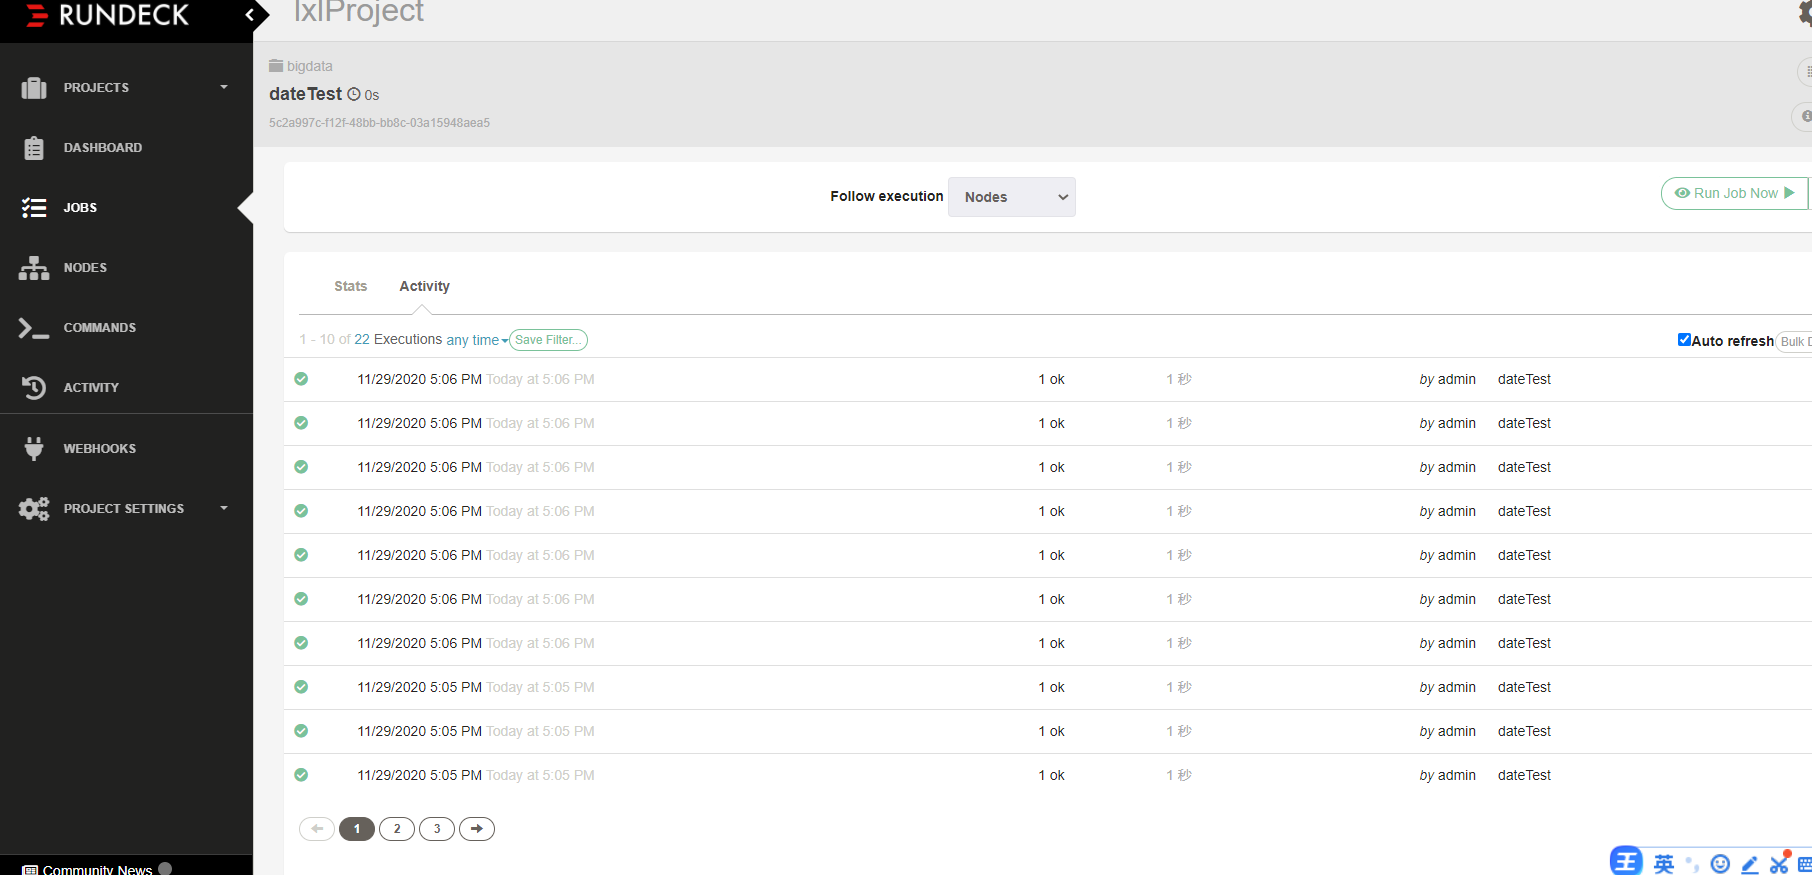 RUNDECK
lxlProject
PROJECTS
DASHBOARD
JOBS
NODES
COMMANDS
ACTIVITY
WEBHOOKS
PROJECT SETTINGS
Community News
bigdata
dateTest 0s
5c2a997c-f12f-48bb-bb8c-03a15948aea5
Follow execution Nodes
Run Job Now
Stats Activity
1 - 10 of 22 Executions any time Save Filter...
Auto refresh Bulk D
11/29/2020 5:06 PM Today at 5:06 PM 1 ok 1 秒 by admin dateTest
11/29/2020 5:06 PM Today at 5:06 PM 1 ok 1 秒 by admin dateTest
11/29/2020 5:06 PM Today at 5:06 PM 1 ok 1 秒 by admin dateTest
11/29/2020 5:06 PM Today at 5:06 PM 1 ok 1 秒 by admin dateTest
11/29/2020 5:06 PM Today at 5:06 PM 1 ok 1 秒 by admin dateTest
11/29/2020 5:06 PM Today at 5:06 PM 1 ok 1 秒 by admin dateTest
11/29/2020 5:06 PM Today at 5:06 PM 1 ok 1 秒 by admin dateTest
11/29/2020 5:05 PM Today at 5:05 PM 1 ok 1 秒 by admin dateTest
11/29/2020 5:05 PM Today at 5:05 PM 1 ok 1 秒 by admin dateTest
11/29/2020 5:05 PM Today at 5:05 PM 1 ok 1 秒 by admin dateTest
1 2 3
王 英